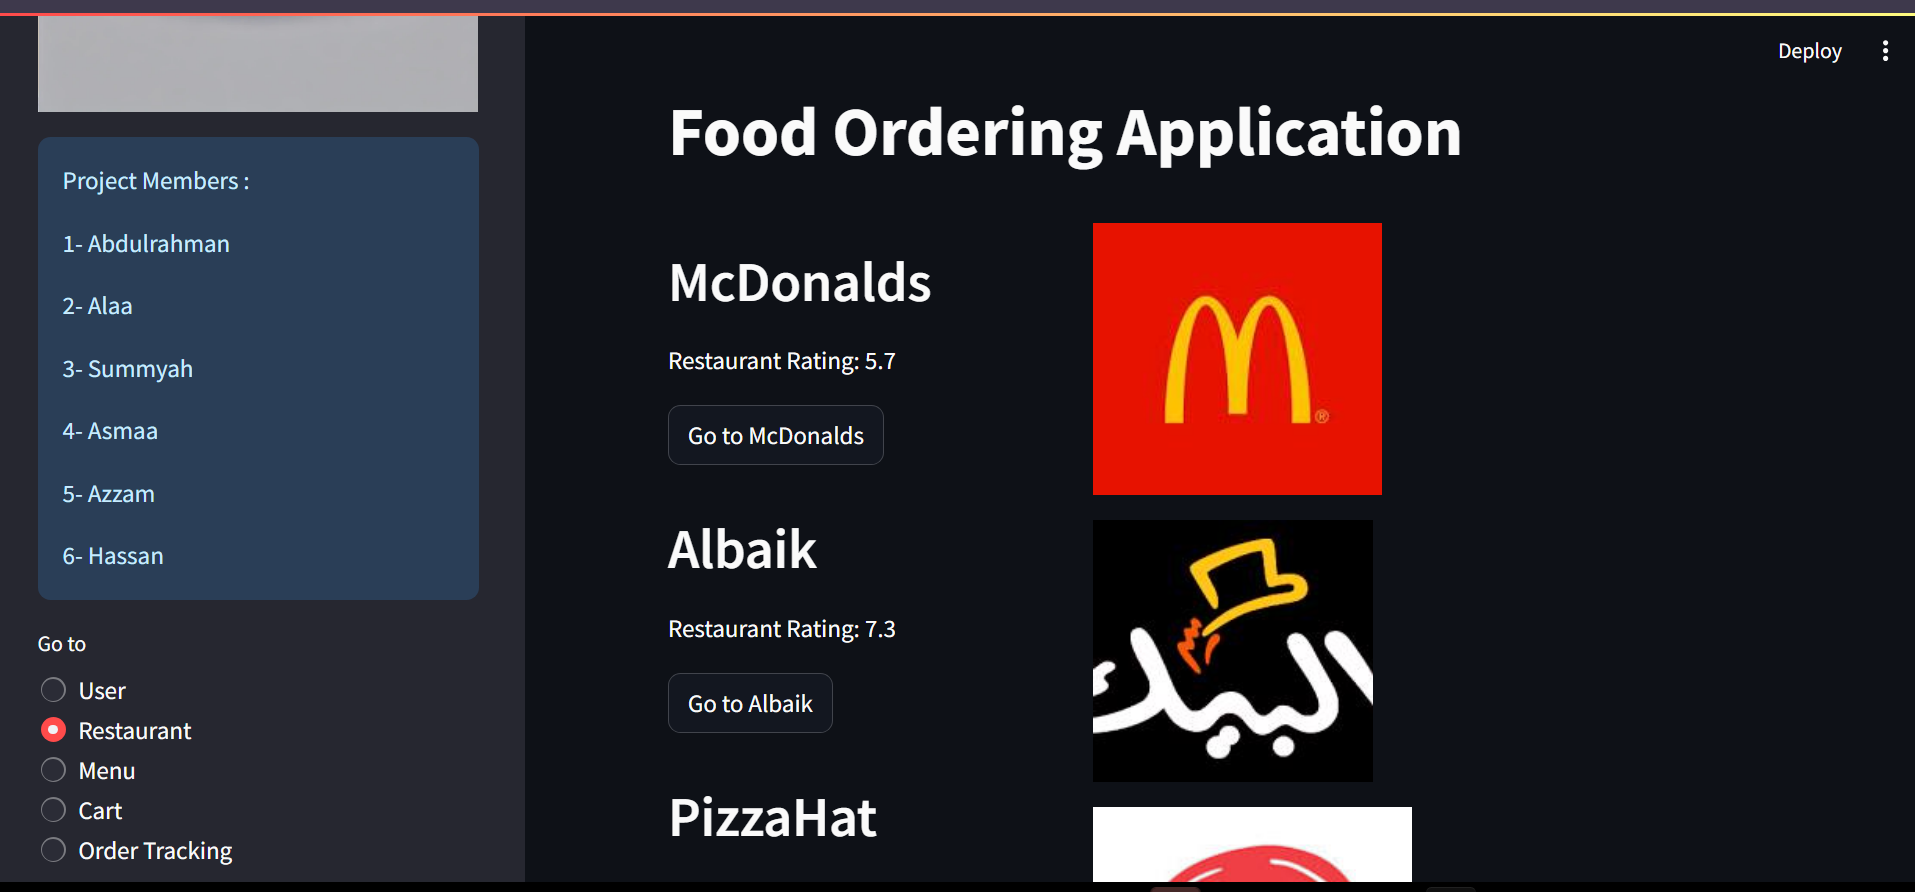 Deploy
Project Members :
1- Abdulrahman
2- Alaa
3- Summyah
4- Asmaa
5- Azzam
6- Hassan
Go to
User
Restaurant
Menu
Cart
Order Tracking
Food Ordering Application
McDonalds
Restaurant Rating: 5.7
Go to McDonalds
M®
Albaik
Restaurant Rating: 7.3
Go to Albaik
البيك
PizzaHat